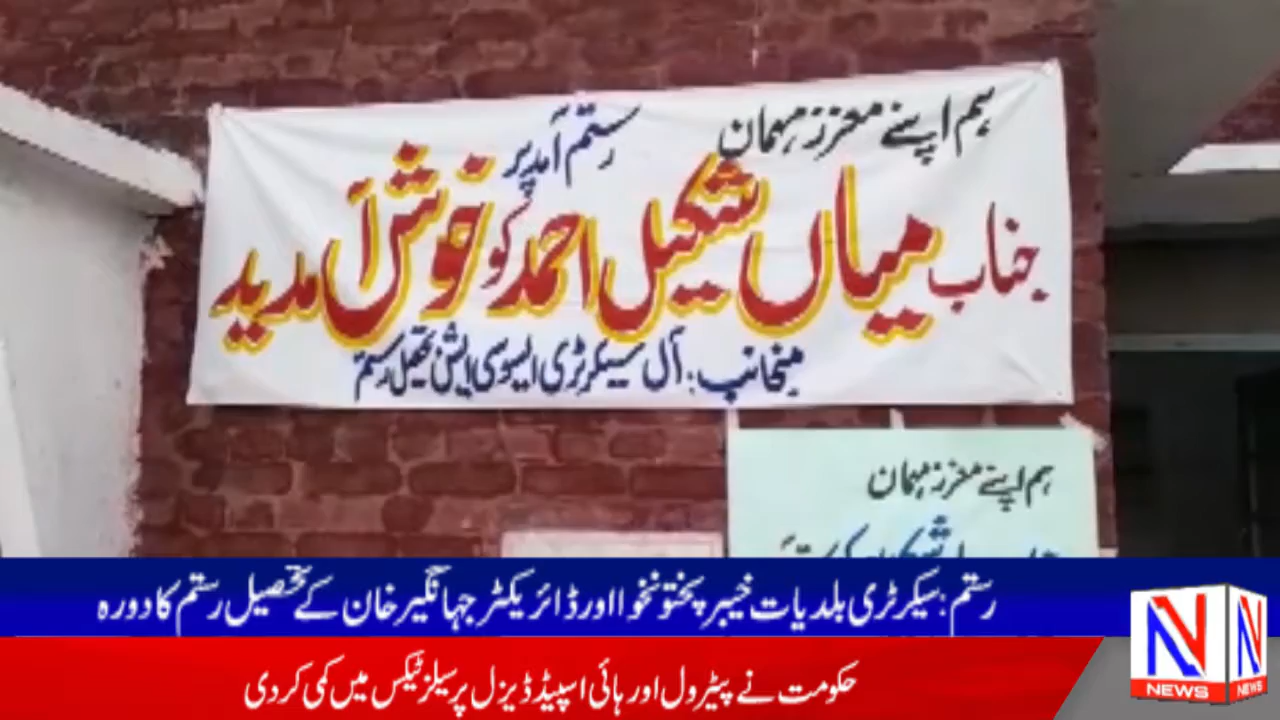 ہم اپنے معزز مہمان
رستم آمد پر
جناب میاں شکیل احمد کو خوش آمدید
منجانب: آل سیکرٹری ایسوسی ایشن تحصیل رستم
ہم اپنے معزز مہمان
رستم: سیکرٹری بلدیات خیبر پختونخوا اور ڈائریکٹر جہانگیر خان کے تحصیل رستم کا دورہ
حکومت نے پیٹرول اور ہائی اسپیڈ ڈیزل پر سیلز ٹیکس میں کمی کردی
N NEWS
N NEWS